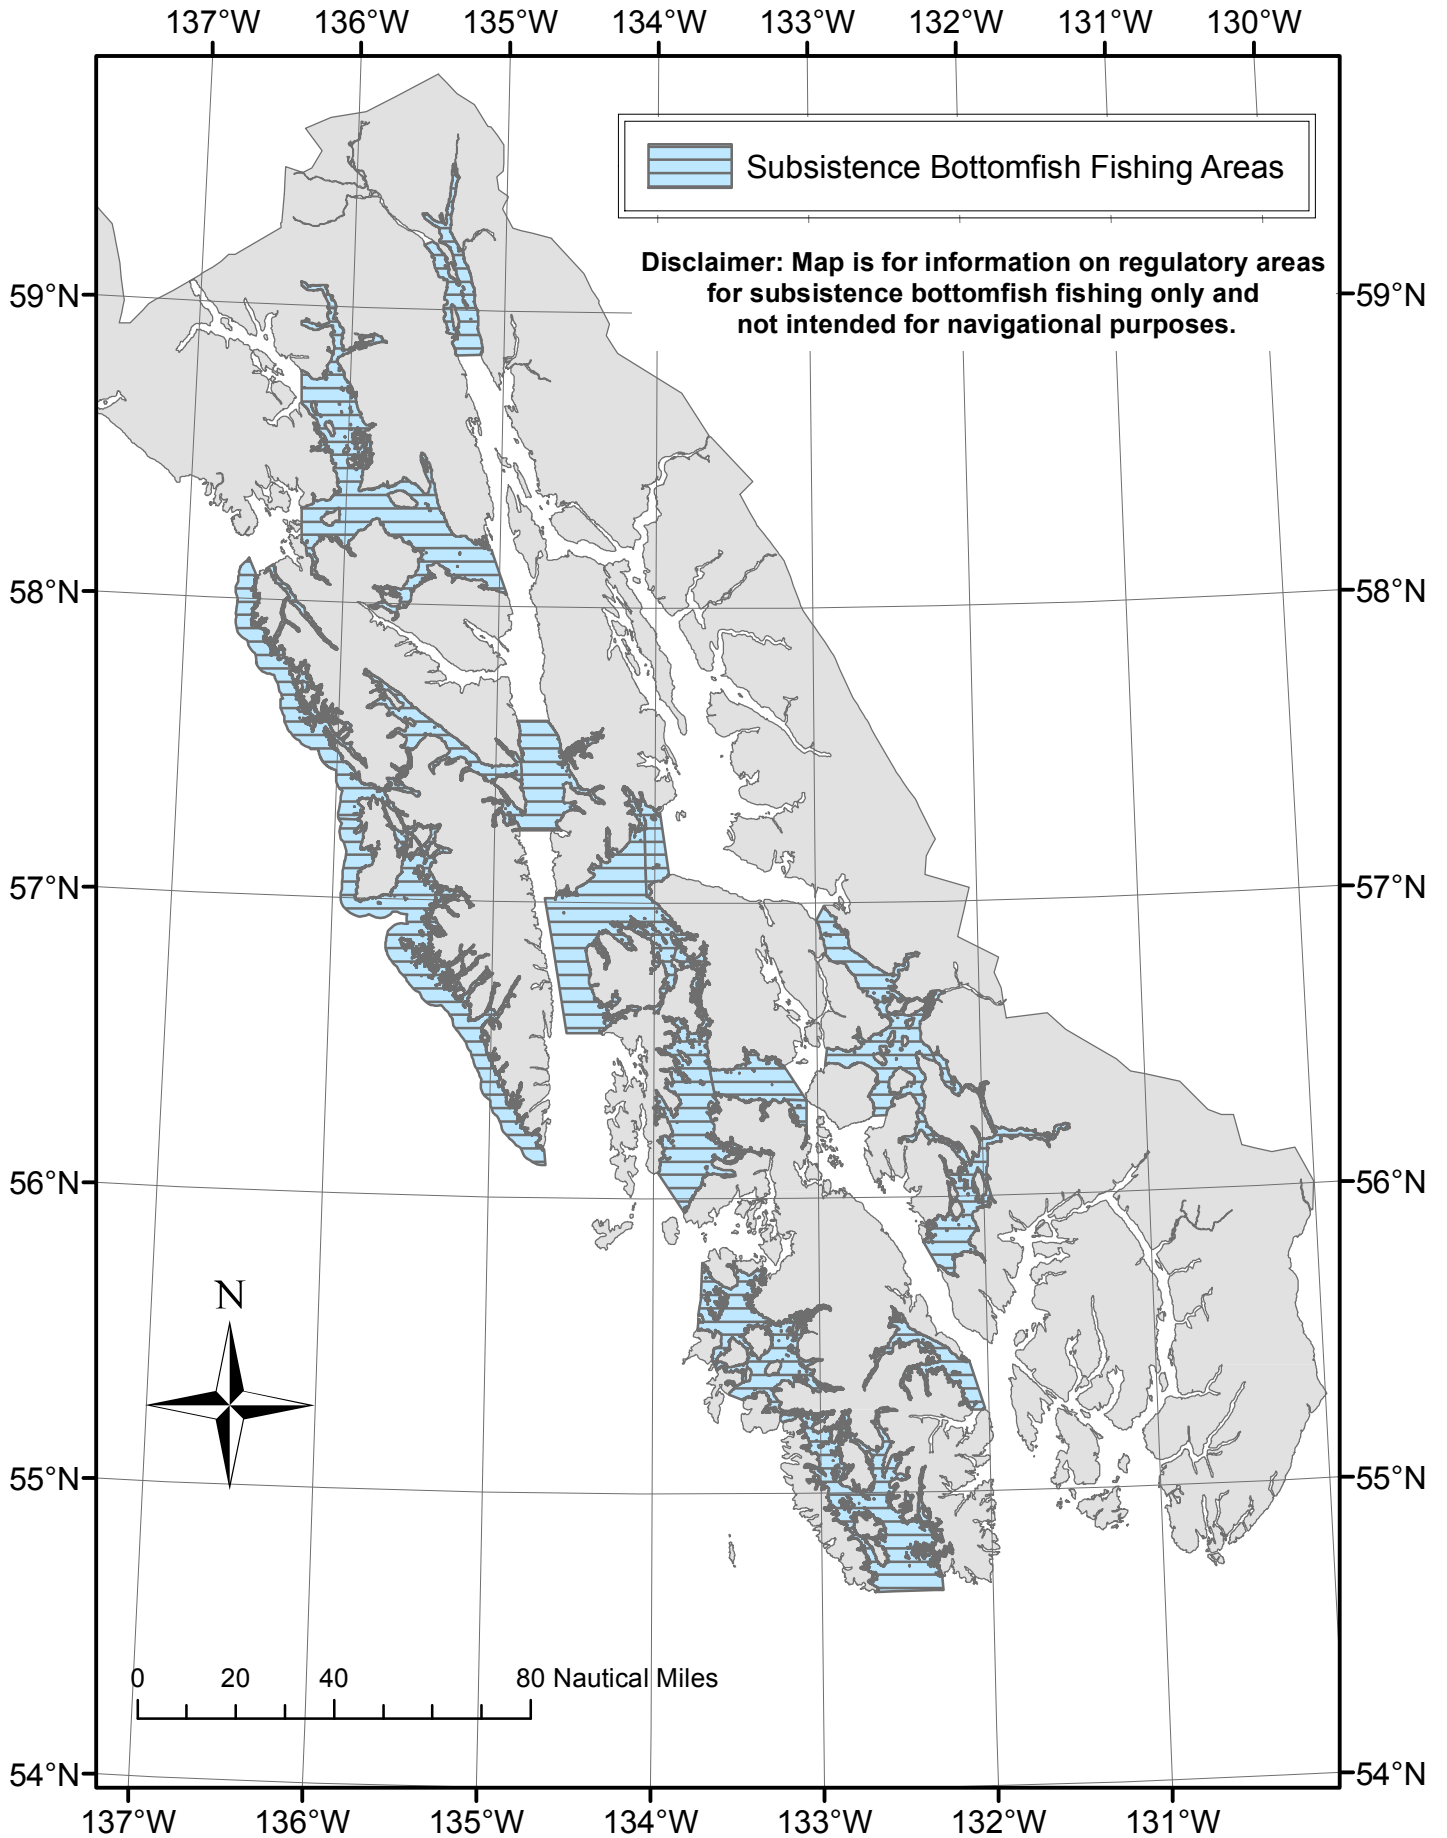 137°W 136°W 135°W 134°W 133°W 132°W 131°W 130°W
Subsistence Bottomfish Fishing Areas
Disclaimer: Map is for information on regulatory areas
for subsistence bottomfish fishing only and
not intended for navigational purposes.
59°N 59°N
58°N 58°N
57°N 57°N
56°N 56°N
N
55°N 55°N
0 20 40 80 Nautical Miles
54°N 54°N
137°W 136°W 135°W 134°W 133°W 132°W 131°W